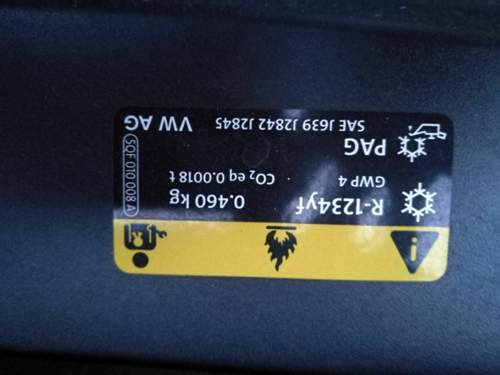 R-1234yf 0.460 kg
GWP 4 CO₂ eq 0.0018 t
PAG
SAE J639 J2842 J2845
VW AG
5QF 010 008 A